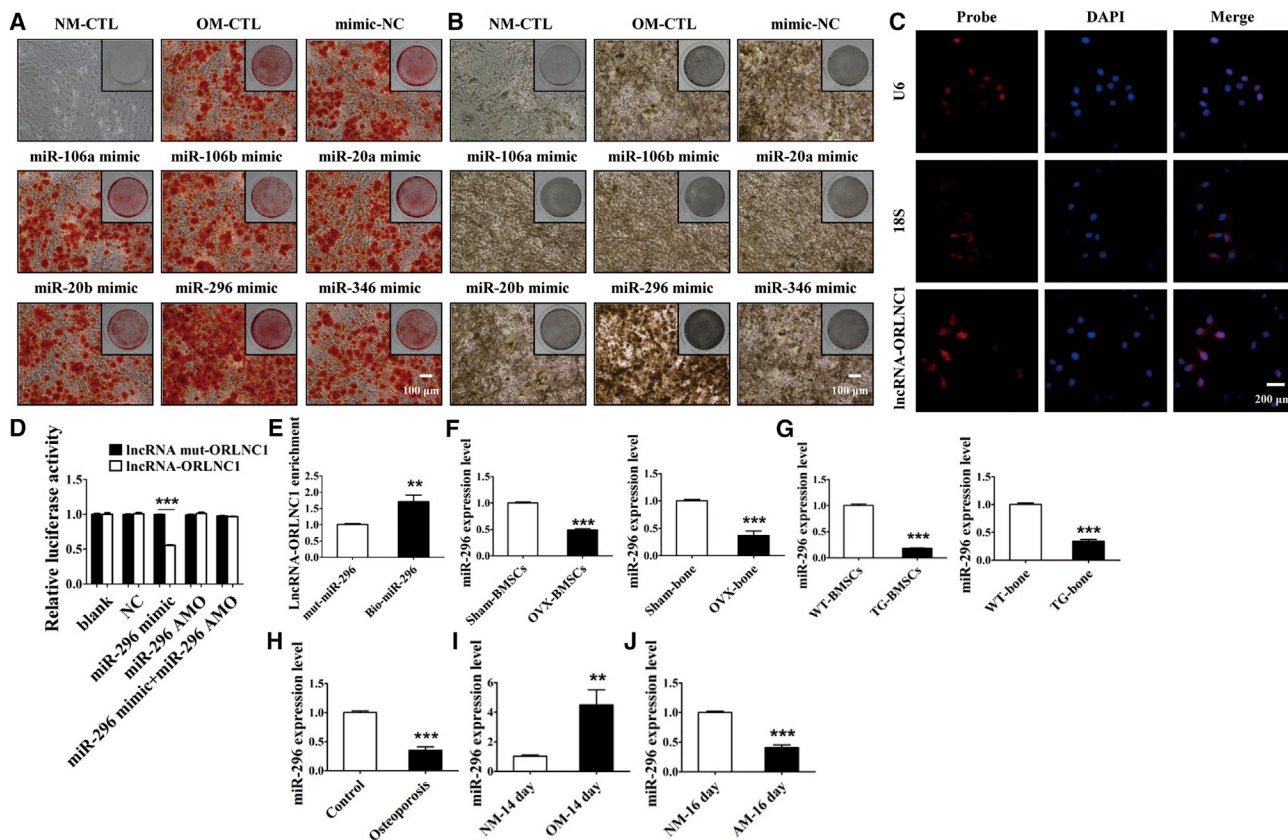 A
NM-CTL OM-CTL mimic-NC
miR-106a mimic miR-106b mimic miR-20a mimic
miR-20b mimic miR-296 mimic miR-346 mimic
100 µm
B
NM-CTL OM-CTL mimic-NC
miR-106a mimic miR-106b mimic miR-20a mimic
miR-20b mimic miR-296 mimic miR-346 mimic
100 µm
C
Probe DAPI Merge
U6
18S
lncRNA-ORLNC1
200 µm
D
lncRNA mut-ORLNC1
lncRNA-ORLNC1
Relative luciferase activity
1.5
1.0
0.5
0.0
***
blank
NC
miR-296 mimic
miR-296 AMO
miR-296 mimic+miR-296 AMO
E
LncRNA-ORLNC1 enrichment
2.5
2.0
1.5
1.0
0.5
0.0
**
mut-miR-296
Bio-miR-296
F
miR-296 expression level
1.5
1.0
0.5
0.0
***
Sham-BMSCs
OVX-BMSCs
miR-296 expression level
1.5
1.0
0.5
0.0
***
Sham-bone
OVX-bone
G
miR-296 expression level
1.5
1.0
0.5
0.0
***
WT-BMSCs
TG-BMSCs
miR-296 expression level
1.5
1.0
0.5
0.0
***
WT-bone
TG-bone
H
miR-296 expression level
1.5
1.0
0.5
0.0
***
Control
Osteoporosis
I
miR-296 expression level
6
4
2
0
**
NM-14 day
OM-14 day
J
miR-296 expression level
1.5
1.0
0.5
0.0
***
NM-16 day
AM-16 day